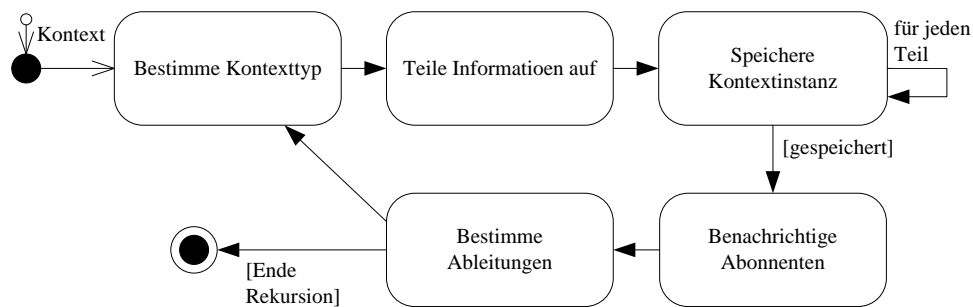 Kontext
Bestimme Kontexttyp
Teile Informatioen auf
Speichere
Kontextinstanz
für jeden
Teil
[gespeichert]
Benachrichtige
Abonnenten
Bestimme
Ableitungen
[Ende
Rekursion]